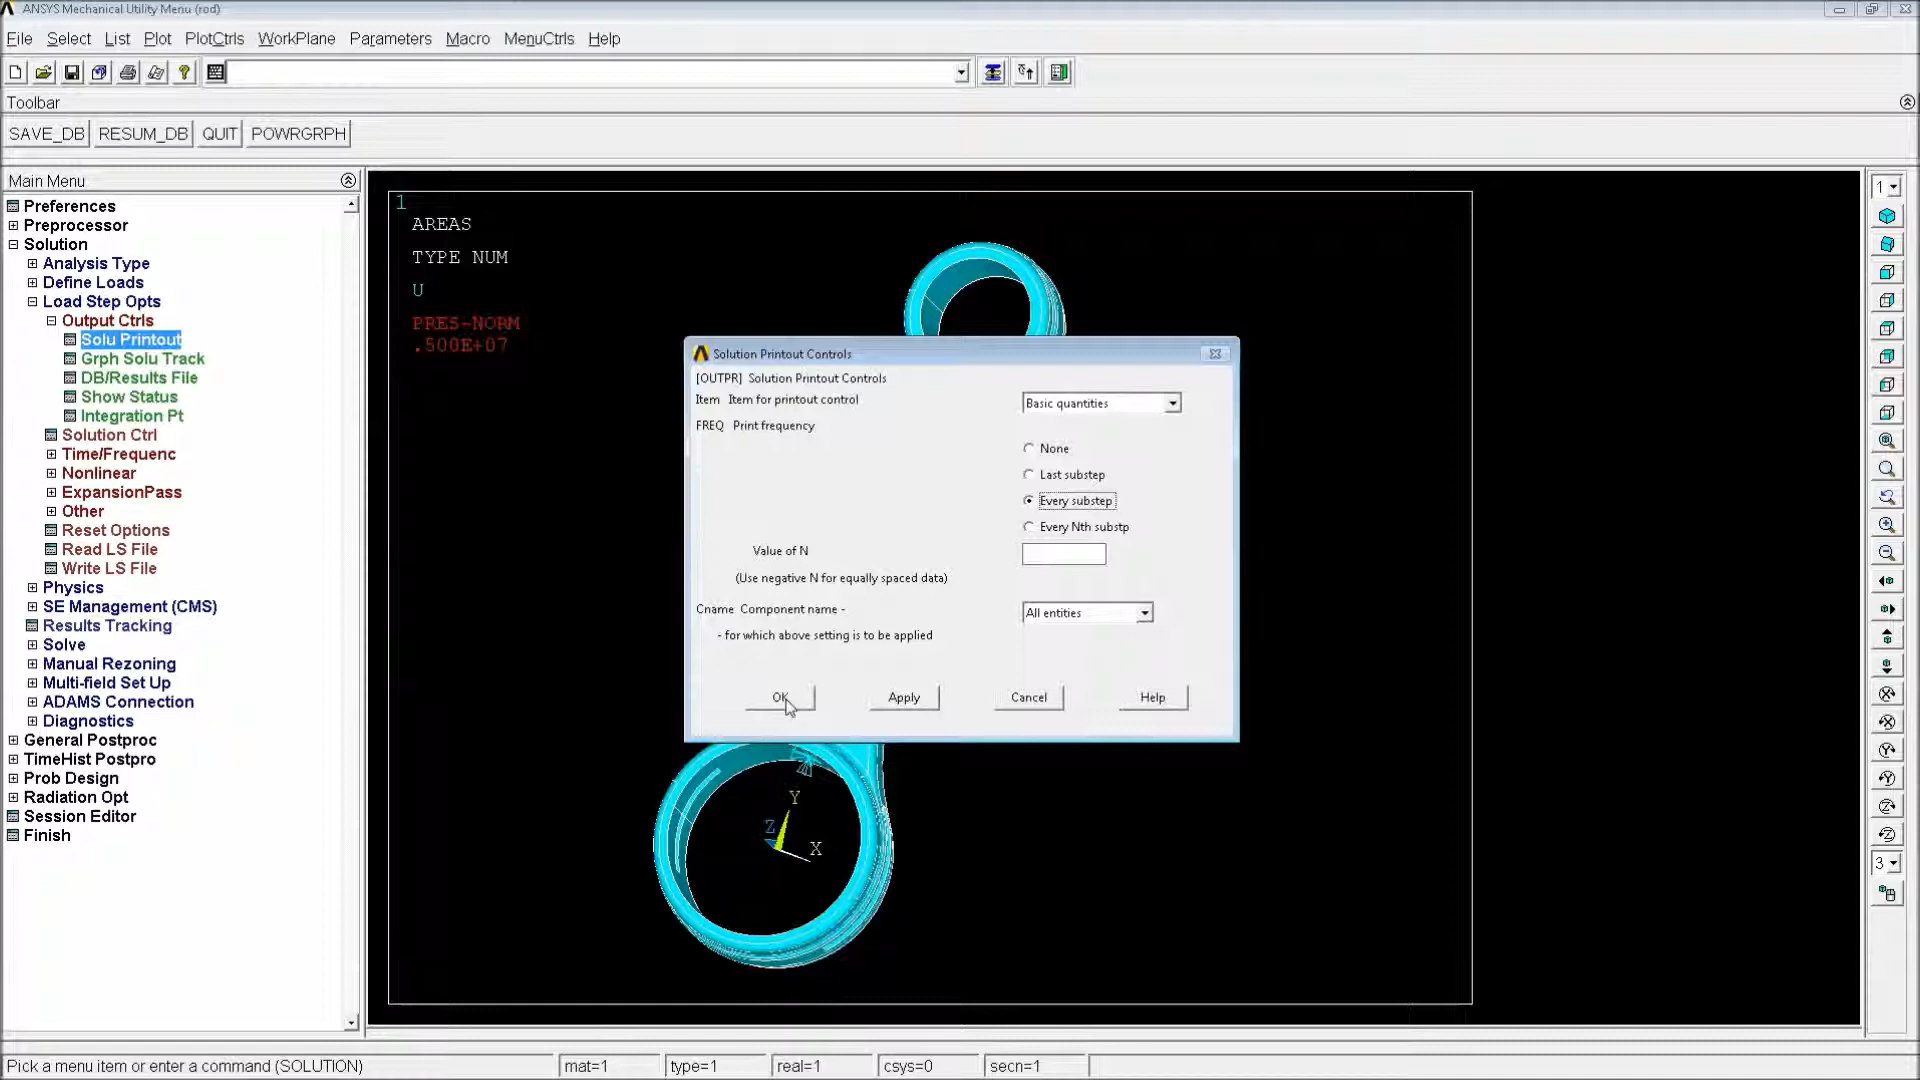 ANSYS Mechanical Utility Menu (rod)
File Select List Plot PlotCtrls WorkPlane Parameters Macro MenuCtrls Help
Toolbar
SAVE_DB RESUM_DB QUIT POWRGRPH
Main Menu
Preferences
Preprocessor
Solution
Analysis Type
Define Loads
Load Step Opts
Output Ctrls
Solu Printout
Grph Solu Track
DB/Results File
Show Status
Integration Pt
Solution Ctrl
Time/Frequenc
Nonlinear
ExpansionPass
Other
Reset Options
Read LS File
Write LS File
Physics
SE Management (CMS)
Results Tracking
Solve
Manual Rezoning
Multi-field Set Up
ADAMS Connection
Diagnostics
General Postproc
TimeHist Postpro
Prob Design
Radiation Opt
Session Editor
Finish
1
AREAS
TYPE NUM
U
PRES-NORM
.500E+07
Solution Printout Controls
[OUTPR] Solution Printout Controls
Item Item for printout control Basic quantities
FREQ Print frequency
None
Last substep
Every substep
Every Nth substp
Value of N
(Use negative N for equally spaced data)
Cname Component name - All entities
- for which above setting is to be applied
OK Apply Cancel Help
Y
Z
X
1
3
Pick a menu item or enter a command (SOLUTION) mat=1 type=1 real=1 csys=0 secn=1